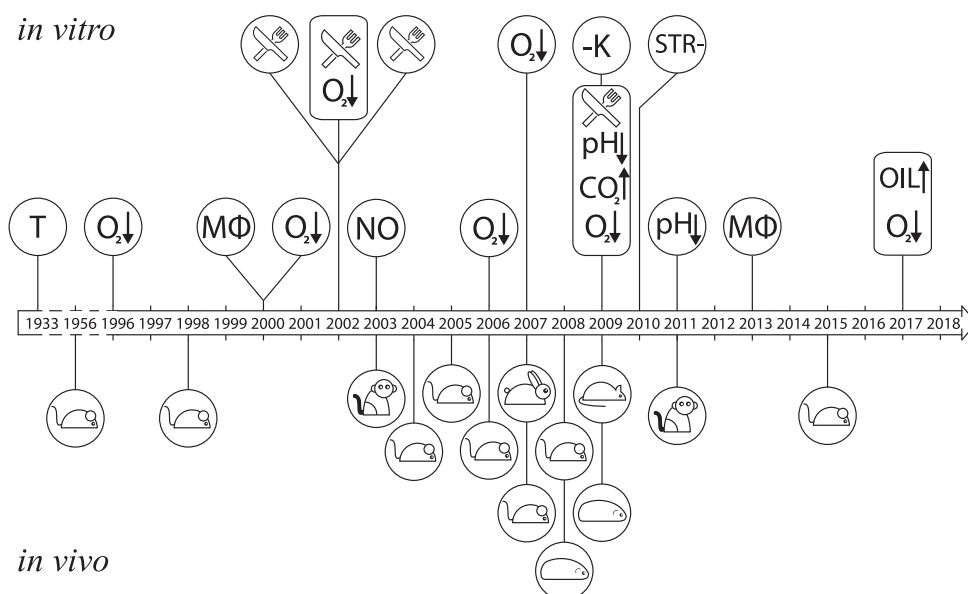 in vitro
O₂↓
-K
STR-
O₂↓
pH↓
CO₂↑
OIL↑
T
O₂↓
MΦ
O₂↓
NO
O₂↓
O₂↓
pH↓
MΦ
O₂↓
1933 1956 1996 1997 1998 1999 2000 2001 2002 2003 2004 2005 2006 2007 2008 2009 2010 2011 2012 2013 2014 2015 2016 2017 2018
in vivo